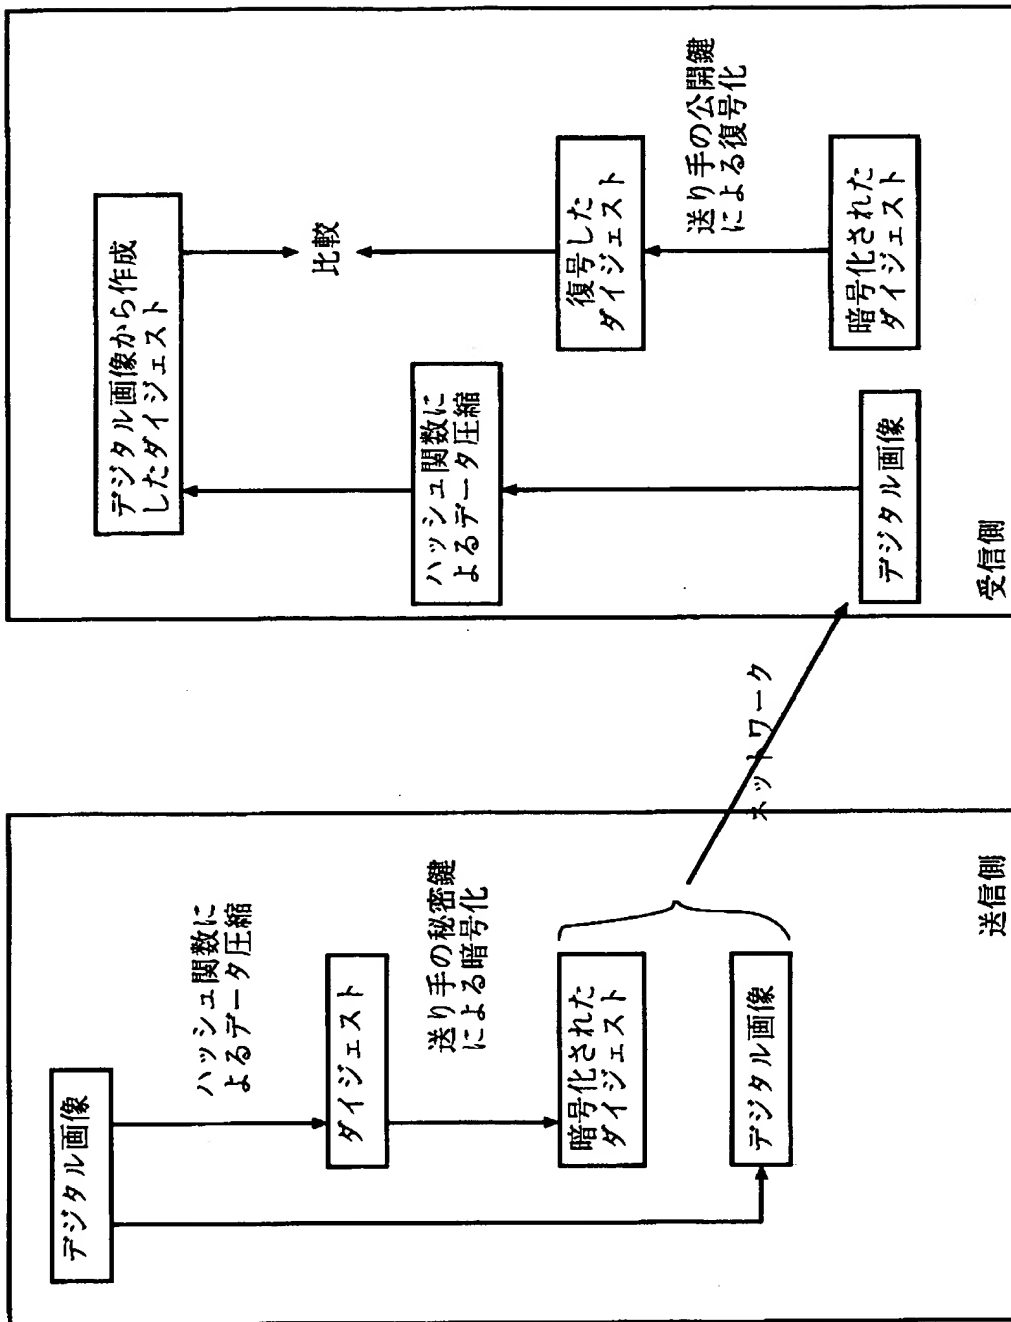 デジタル画像
ハッシュ関数に
よるデータ圧縮
ダイジェスト
送り手の秘密鍵
による暗号化
暗号化された
ダイジェスト
デジタル画像
送信側
ネットワーク
デジタル画像から作成
したダイジェスト
比較
ハッシュ関数に
よるデータ圧縮
復号した
ダイジェスト
送り手の公開鍵
による復号化
暗号化された
ダイジェスト
デジタル画像
受信側